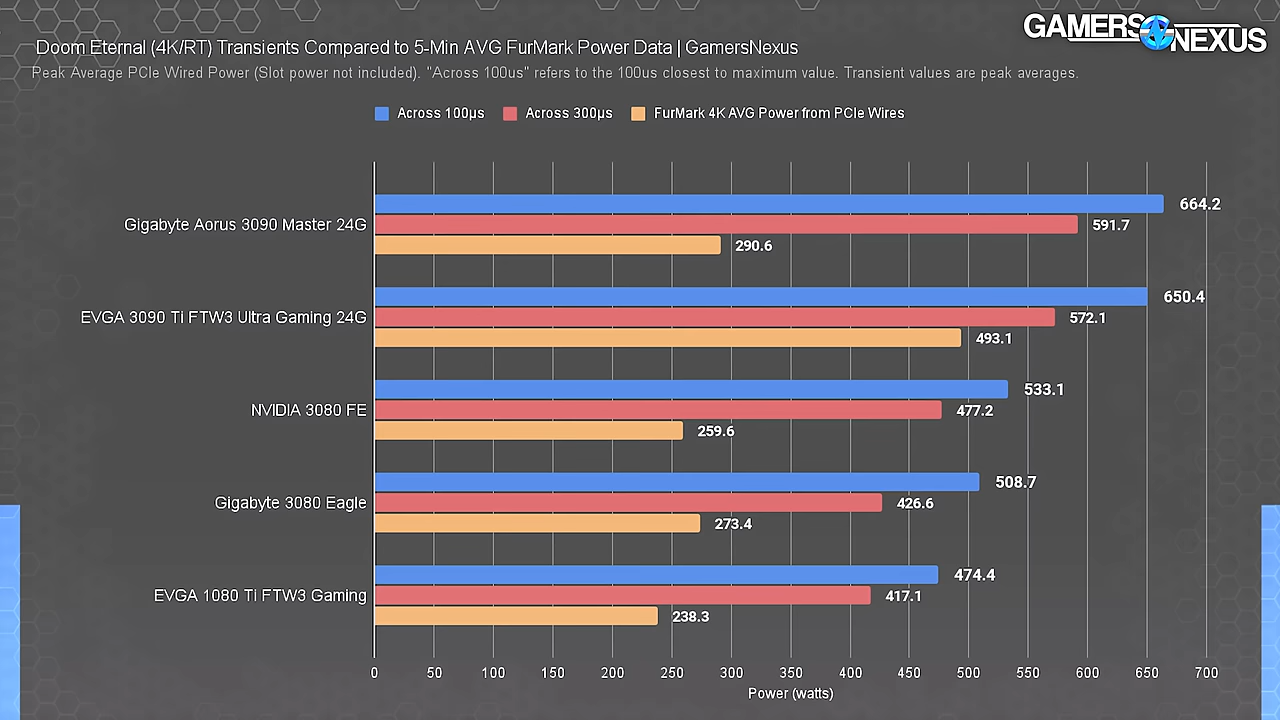 GAMERS NEXUS
Doom Eternal (4K/RT) Transients Compared to 5-Min AVG FurMark Power Data | GamersNexus
Peak Average PCIe Wired Power (Slot power not included). "Across 100us" refers to the 100us closest to maximum value. Transient values are peak averages.
Across 100µs Across 300µs FurMark 4K AVG Power from PCIe Wires
664.2
Gigabyte Aorus 3090 Master 24G 591.7
290.6
650.4
EVGA 3090 Ti FTW3 Ultra Gaming 24G 572.1
493.1
533.1
NVIDIA 3080 FE 477.2
259.6
508.7
Gigabyte 3080 Eagle 426.6
273.4
474.4
EVGA 1080 Ti FTW3 Gaming 417.1
238.3
0 50 100 150 200 250 300 350 400 450 500 550 600 650 700
Power (watts)